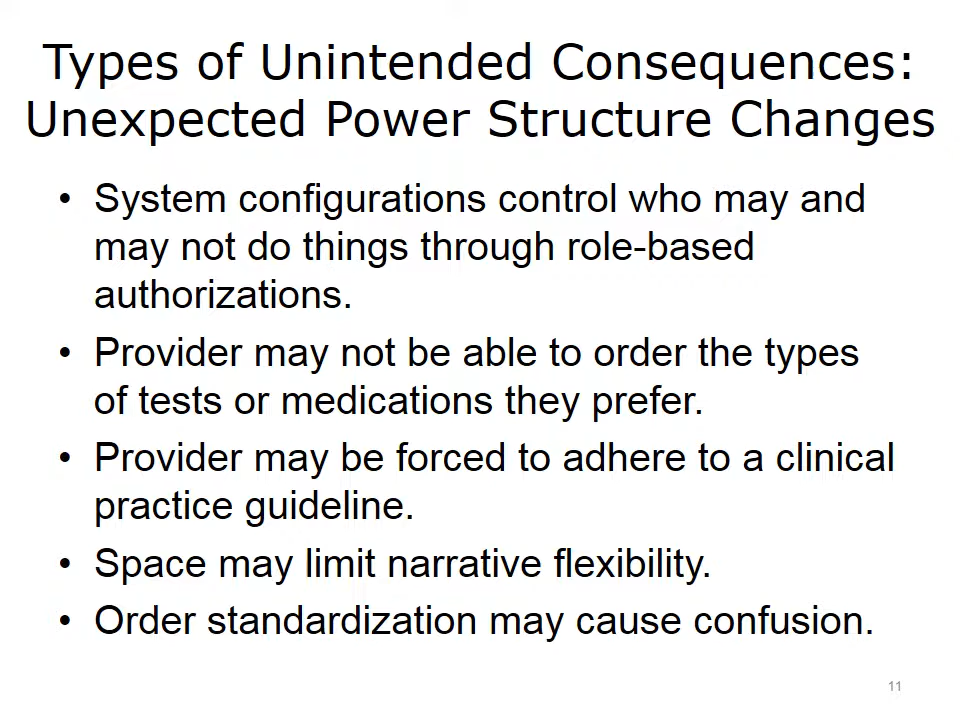 Types of Unintended Consequences:
Unexpected Power Structure Changes
• System configurations control who may and
may not do things through role-based
authorizations.
• Provider may not be able to order the types
of tests or medications they prefer.
• Provider may be forced to adhere to a clinical
practice guideline.
• Space may limit narrative flexibility.
• Order standardization may cause confusion.
11